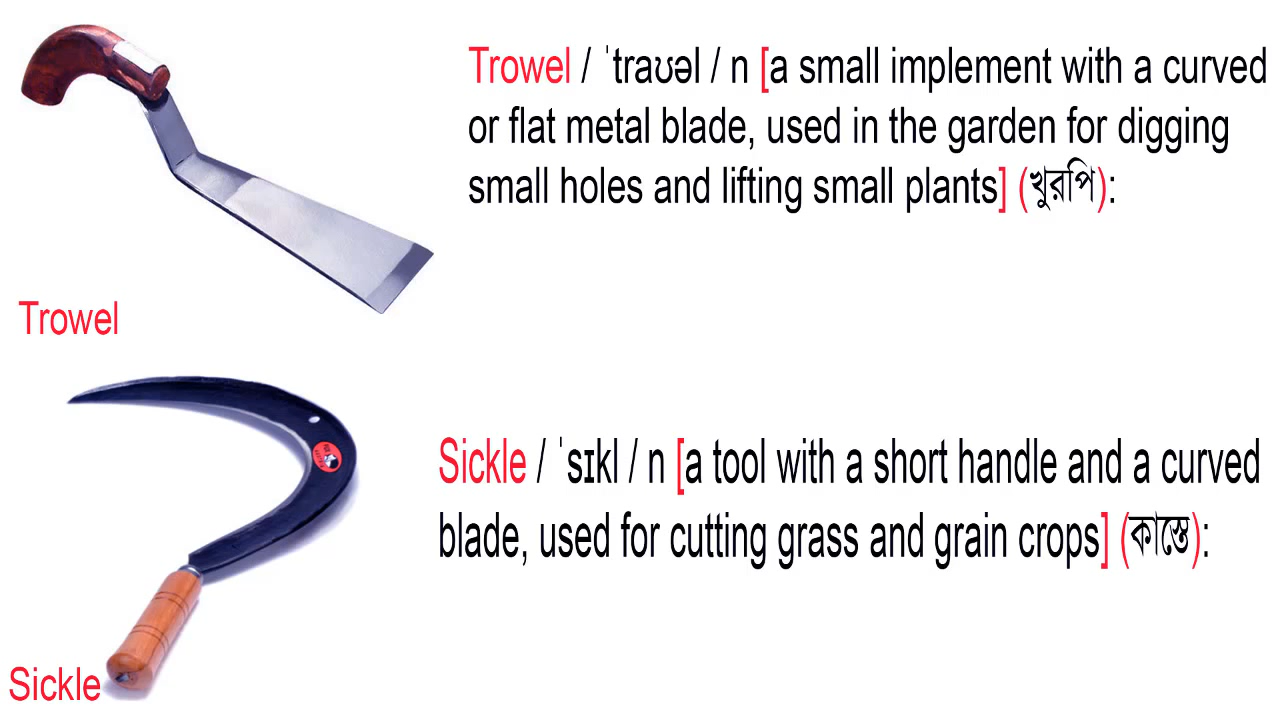 Trowel / ˈtraʊəl / n [a small implement with a curved
or flat metal blade, used in the garden for digging
small holes and lifting small plants] (খুরপি):
Trowel
Sickle / ˈsɪkl / n [a tool with a short handle and a curved
blade, used for cutting grass and grain crops] (কাস্তে):
Sickle